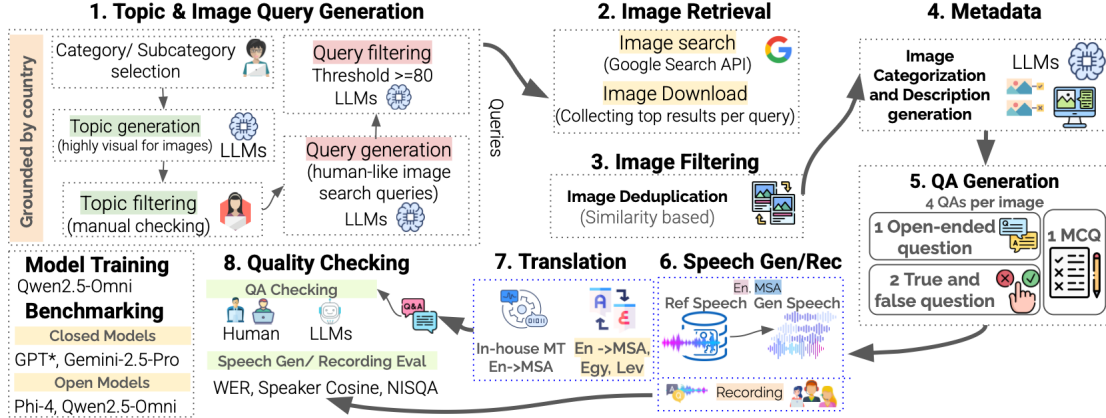 1. Topic & Image Query Generation
Grounded by country
Category/ Subcategory
selection
Topic generation
(highly visual for images)
LLMs
Topic filtering
(manual checking)
Query filtering
Threshold >=80
LLMs
Query generation
(human-like image
search queries)
LLMs
Queries
2. Image Retrieval
Image search
(Google Search API)
Image Download
(Collecting top results per query)
3. Image Filtering
Image Deduplication
(Similarity based)
4. Metadata
Image
Categorization
and Description
generation
LLMs
5. QA Generation
4 QAs per image
1 Open-ended
question
2 True and
false question
1 MCQ
6. Speech Gen/Rec
En, MSA
Ref Speech
Gen Speech
Recording
7. Translation
In-house MT
En->MSA
En ->MSA,
Egy, Lev
8. Quality Checking
QA Checking
Human
LLMs
Q&A
Speech Gen/ Recording Eval
WER, Speaker Cosine, NISQA
Model Training
Qwen2.5-Omni
Benchmarking
Closed Models
GPT*, Gemini-2.5-Pro
Open Models
Phi-4, Qwen2.5-Omni